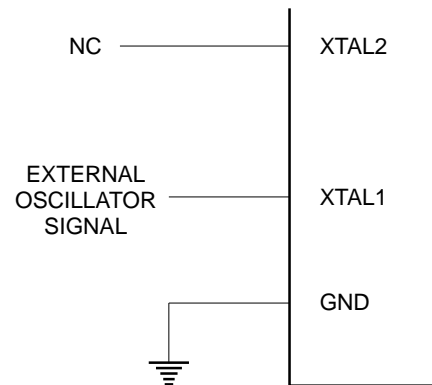 NC
XTAL2
EXTERNAL
OSCILLATOR
SIGNAL
XTAL1
GND